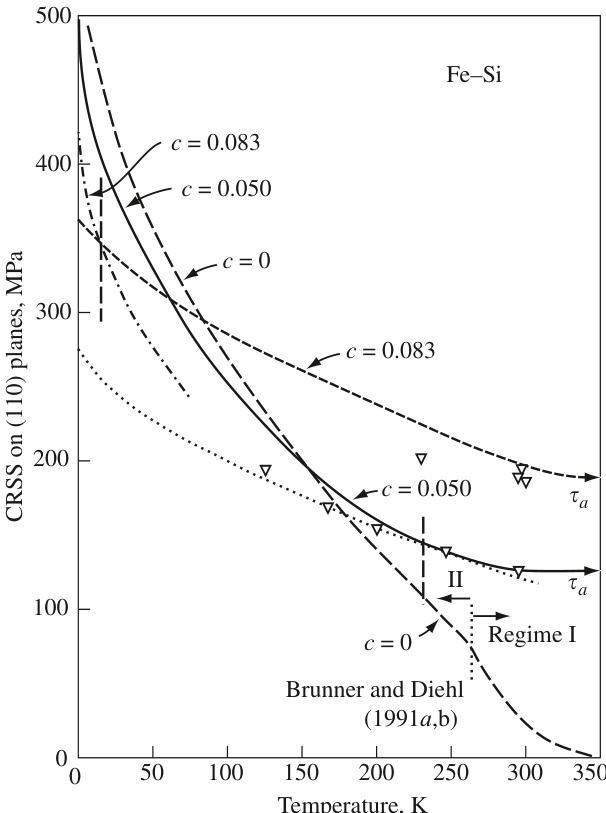 500
Fe–Si
400
c = 0.083
c = 0.050
c = 0
300
c = 0.083
200
c = 0.050
τa
τa
II
Regime I
100
c = 0
Brunner and Diehl
(1991a,b)
0
0 50 100 150 200 250 300 350
Temperature, K
CRSS on (110) planes, MPa